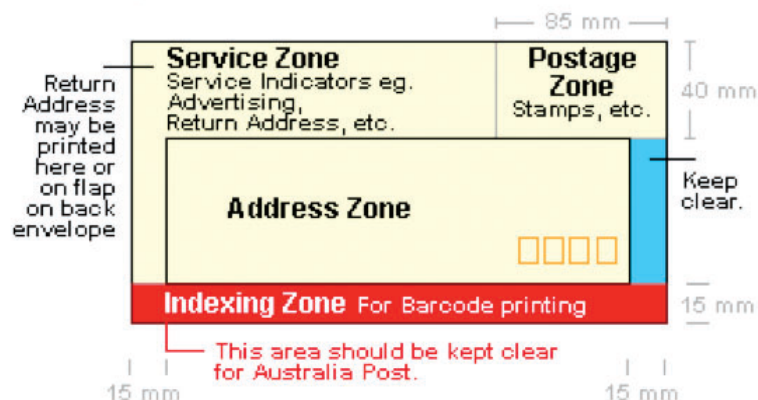 85 mm
Service Zone
Service Indicators eg.
Advertising,
Return Address, etc.
Postage
Zone
Stamps, etc.
40 mm
Return
Address
may be
printed
here or
on flap
on back
envelope
Keep
clear.
Address Zone
Indexing Zone For Barcode printing
15 mm
This area should be kept clear
for Australia Post.
15 mm
15 mm